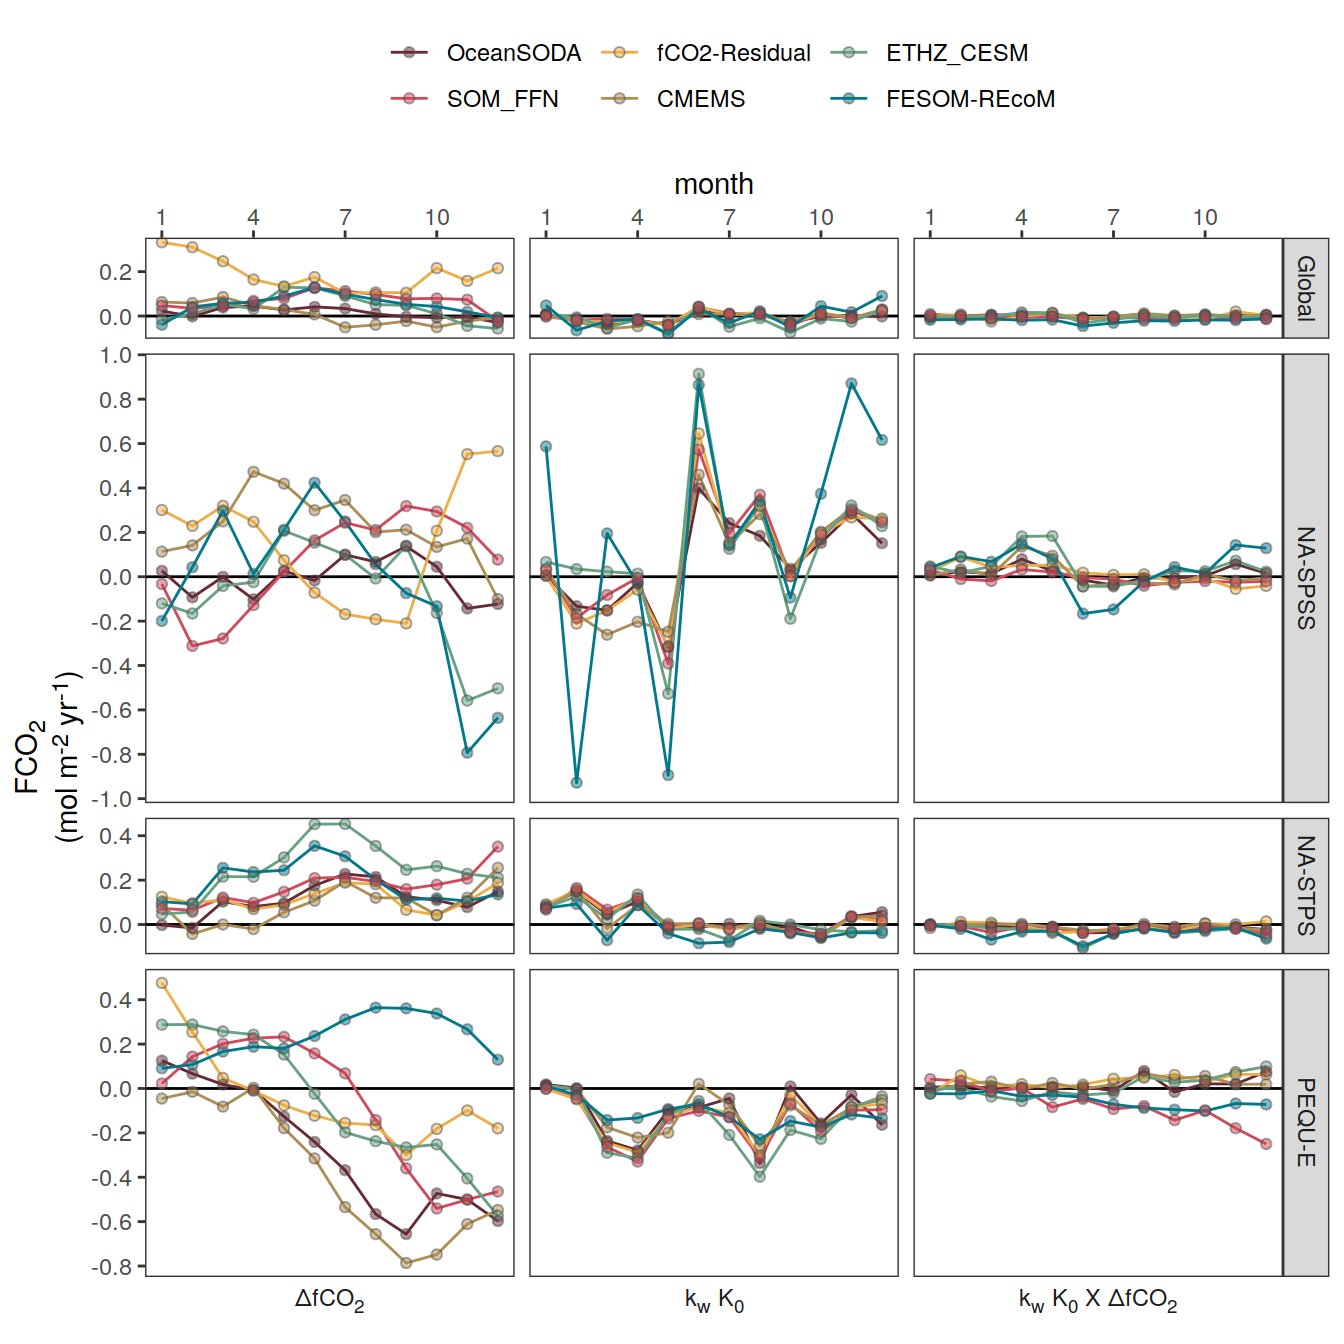 OceanSODA fCO2-Residual ETHZ_CESM
SOM_FFN CMEMS FESOM-REcoM
month
1 4 7 10 1 4 7 10 1 4 7 10
0.2
0.0
Global
1.0
0.8
0.6
0.4
0.2
0.0
-0.2
-0.4
-0.6
-0.8
-1.0
NA-SPSS
FCO₂
(mol m⁻² yr⁻¹)
0.4
0.2
0.0
NA-STPS
0.4
0.2
0.0
-0.2
-0.4
-0.6
-0.8
PEQU-E
ΔfCO₂ k_w K₀ k_w K₀ X ΔfCO₂